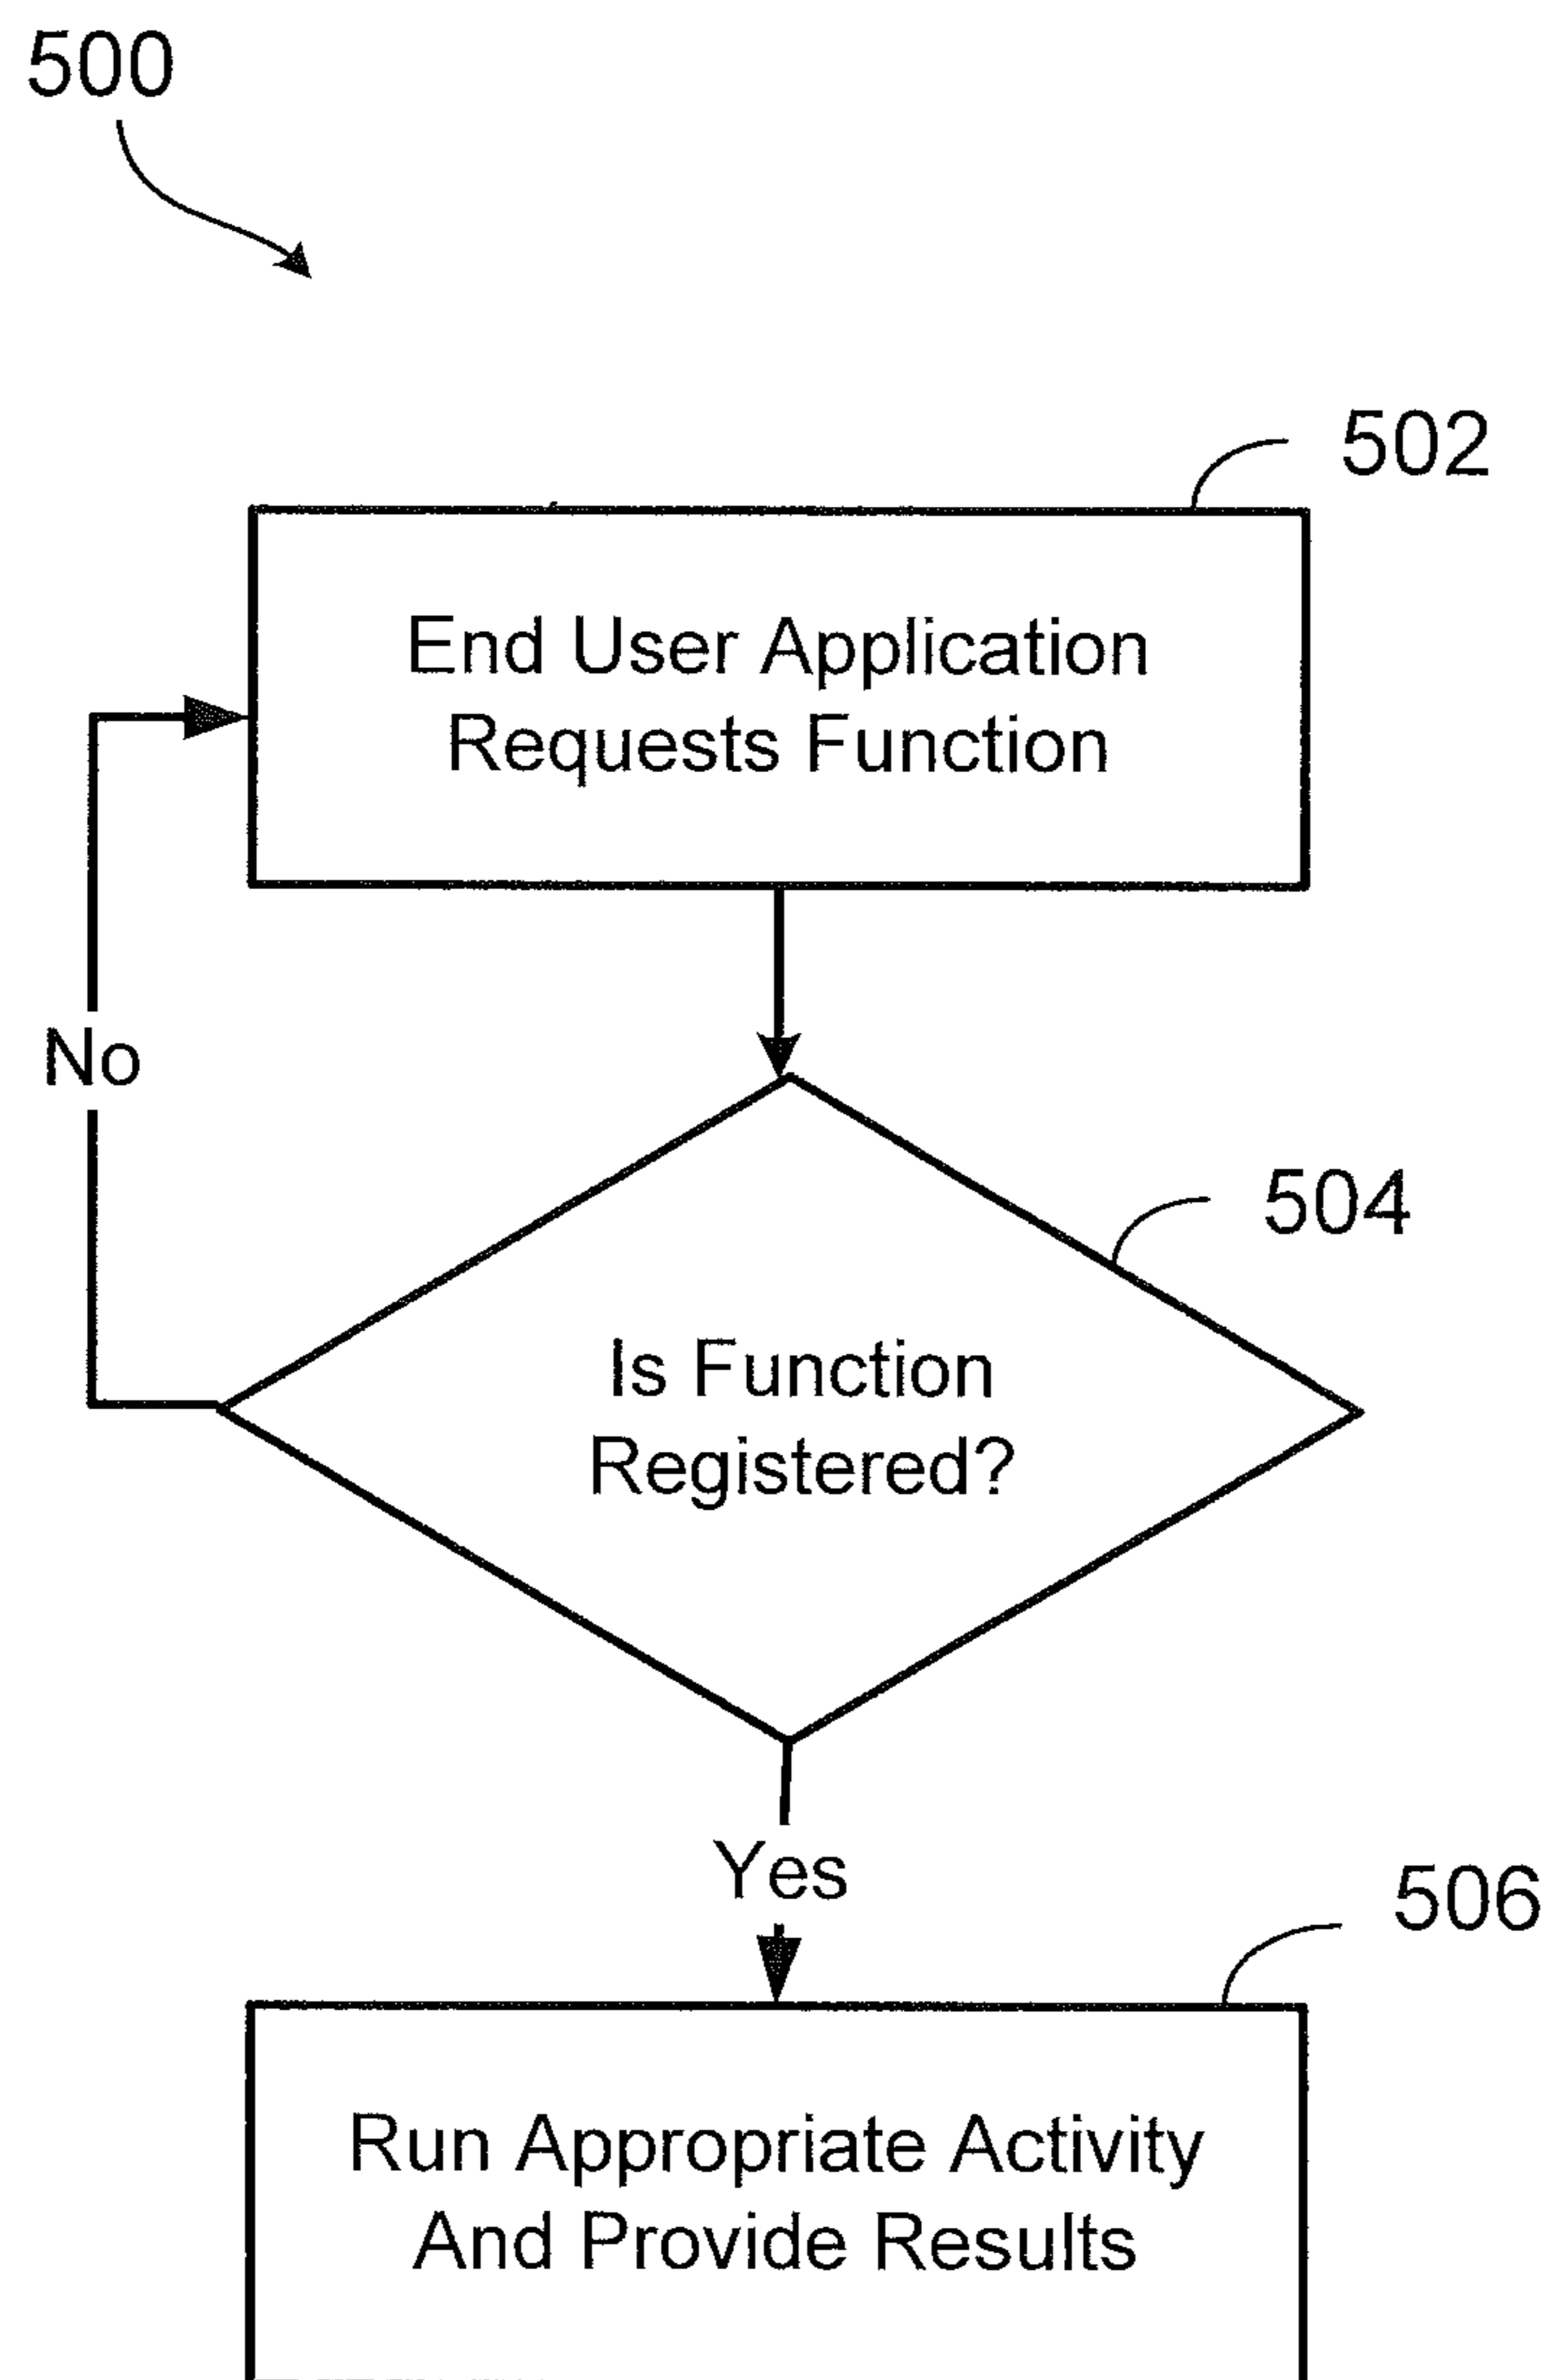 500
502
End User Application
Requests Function
No
504
Is Function
Registered?
Yes
506
Run Appropriate Activity
And Provide Results